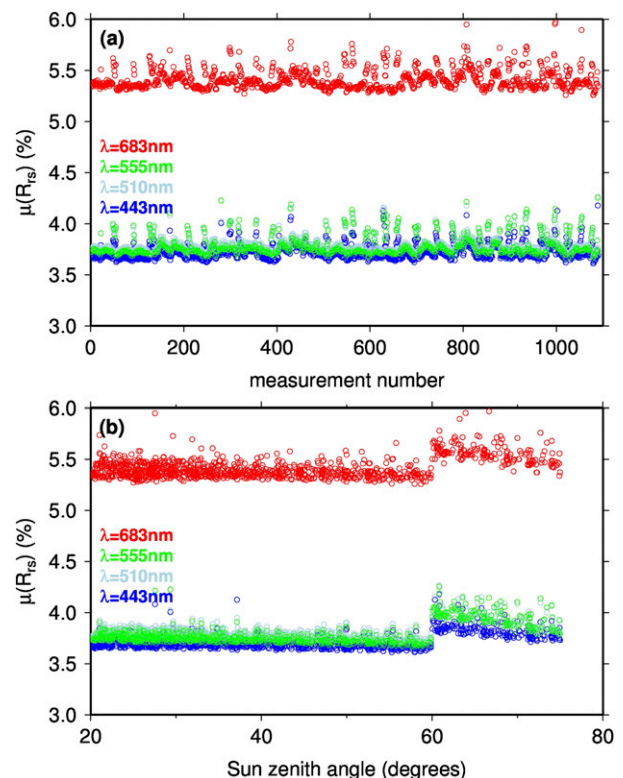 6.0
(a)
5.5
5.0
μ(Rrs) (%)
λ=683nm
λ=555nm
4.5
λ=510nm
λ=443nm
4.0
3.5
3.0
0 200 400 600 800 1000
measurement number
6.0
(b)
5.5
5.0
μ(Rrs) (%)
λ=683nm
4.5
λ=555nm
λ=510nm
λ=443nm
4.0
3.5
3.0
20 40 60 80
Sun zenith angle (degrees)